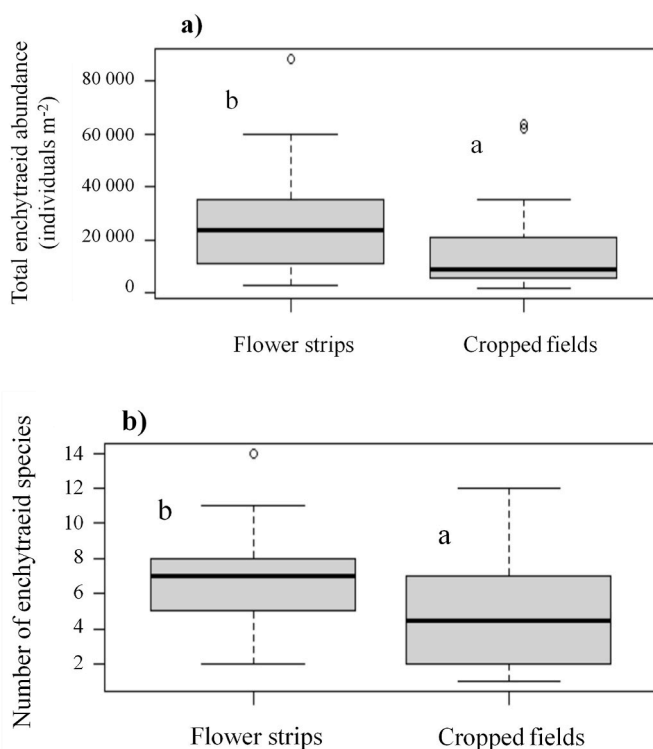 a)
Total enchytraeid abundance
(individuals m⁻²)
80 000
60 000
40 000
20 000
0
b
a
Flower strips
Cropped fields
b)
Number of enchytraeid species
14
12
10
8
6
4
2
b
a
Flower strips
Cropped fields